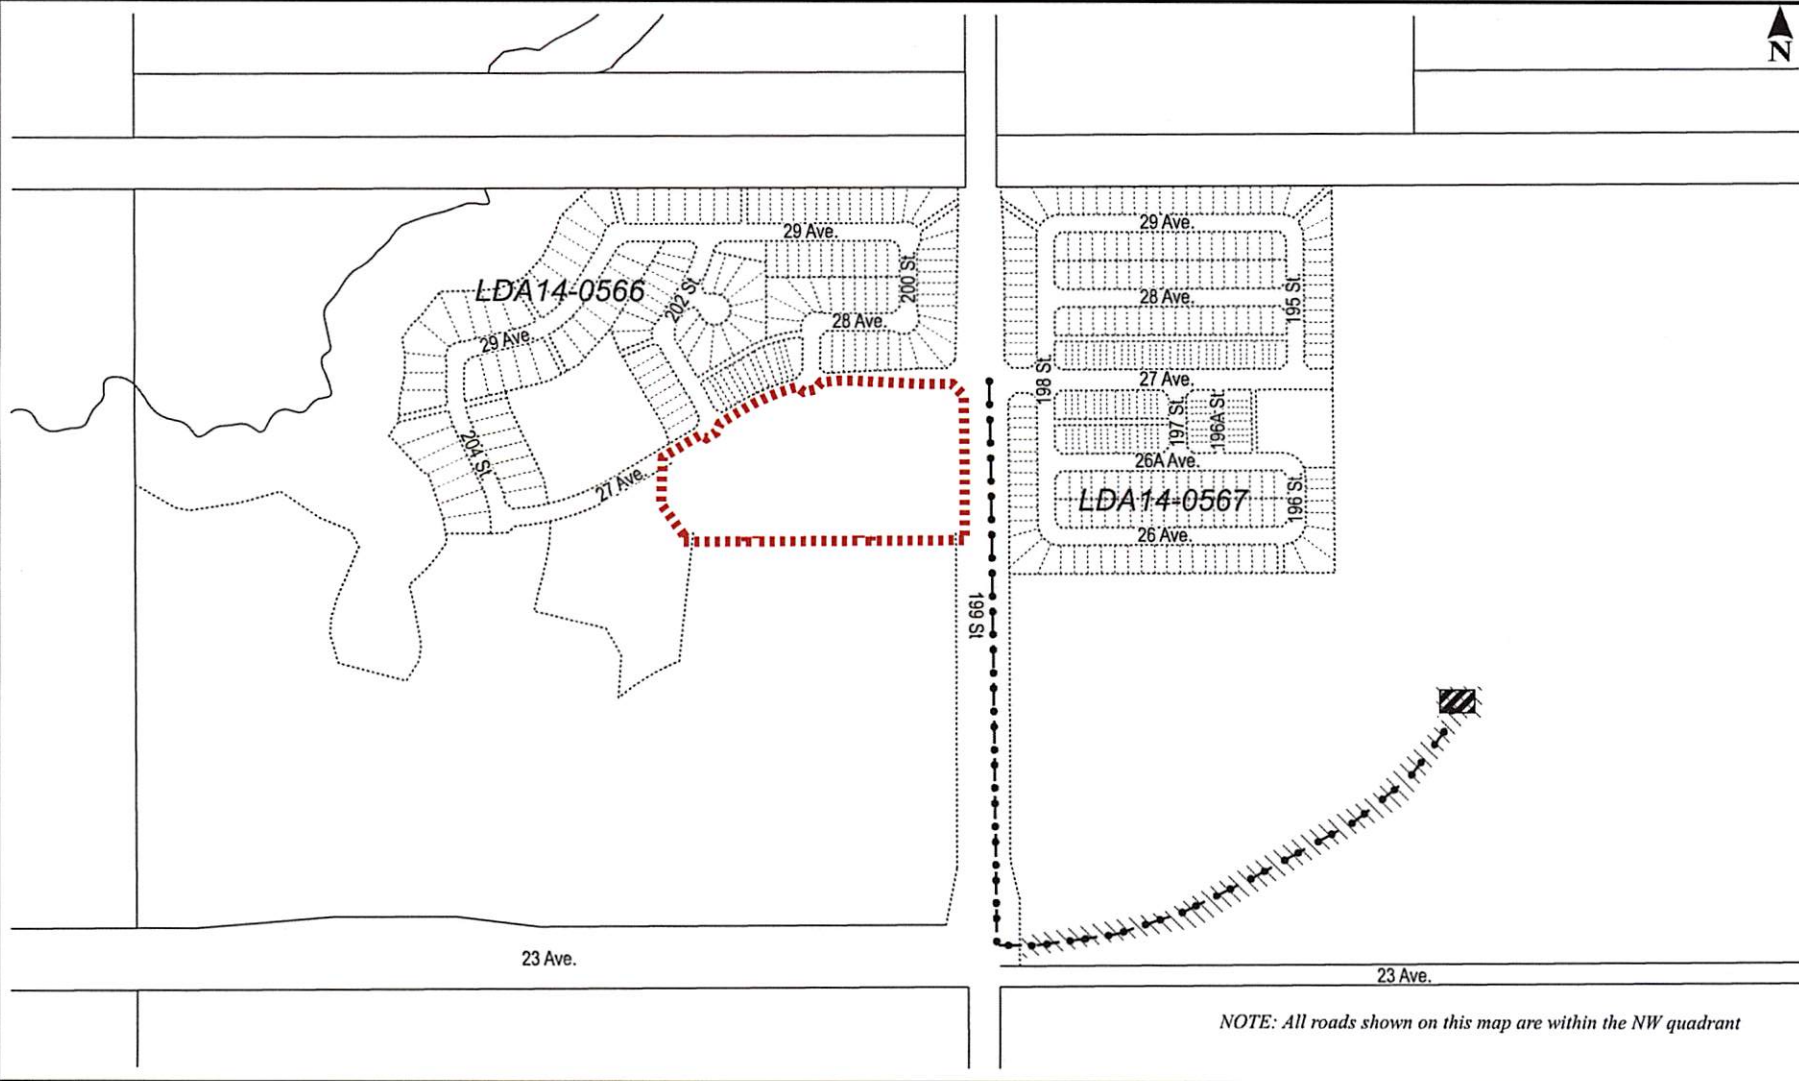 N
29 Ave.
29 Ave.
LDA14-0566
202 St.
200 St.
28 Ave.
195 St.
28 Ave.
29 Ave.
198 St.
27 Ave.
197 St.
196A St.
204 St.
26A Ave.
27 Ave.
LDA14-0567
196 St.
26 Ave.
199 St
23 Ave.
23 Ave.
NOTE: All roads shown on this map are within the NW quadrant